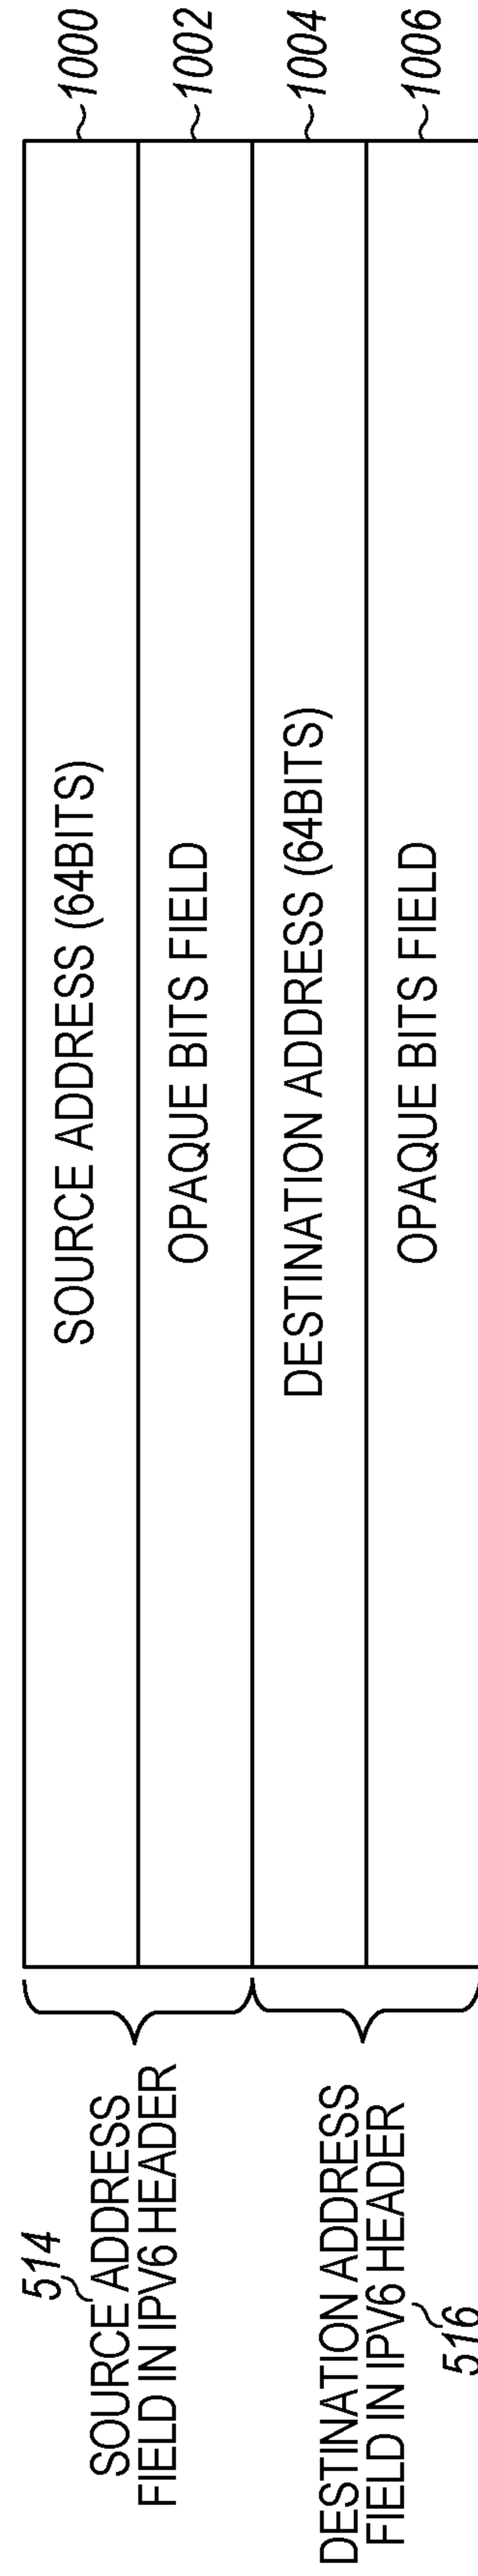 514
SOURCE ADDRESS
FIELD IN IPV6 HEADER
DESTINATION ADDRESS
FIELD IN IPV6 HEADER
516
SOURCE ADDRESS (64BITS)
~1000
OPAQUE BITS FIELD
~1002
DESTINATION ADDRESS (64BITS)
~1004
OPAQUE BITS FIELD
~1006